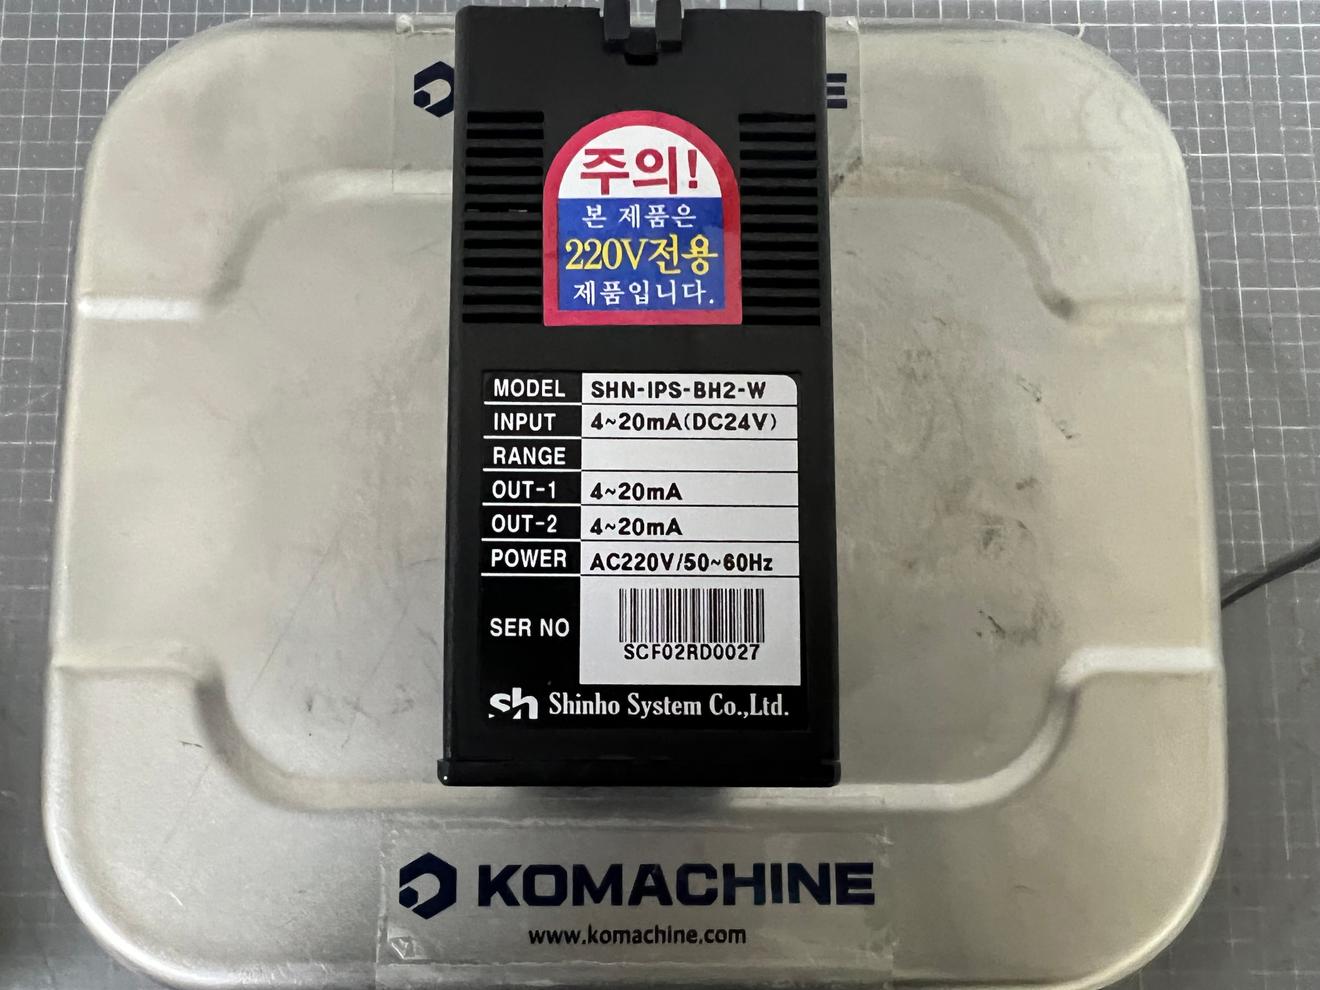 주의!
본 제품은
220V전용
제품입니다.
MODEL SHN-IPS-BH2-W
INPUT 4~20mA(DC24V)
RANGE
OUT-1 4~20mA
OUT-2 4~20mA
POWER AC220V/50~60Hz
SER NO
SCF02RD0027
sh Shinho System Co.,Ltd.
KOMACHINE
www.komachine.com